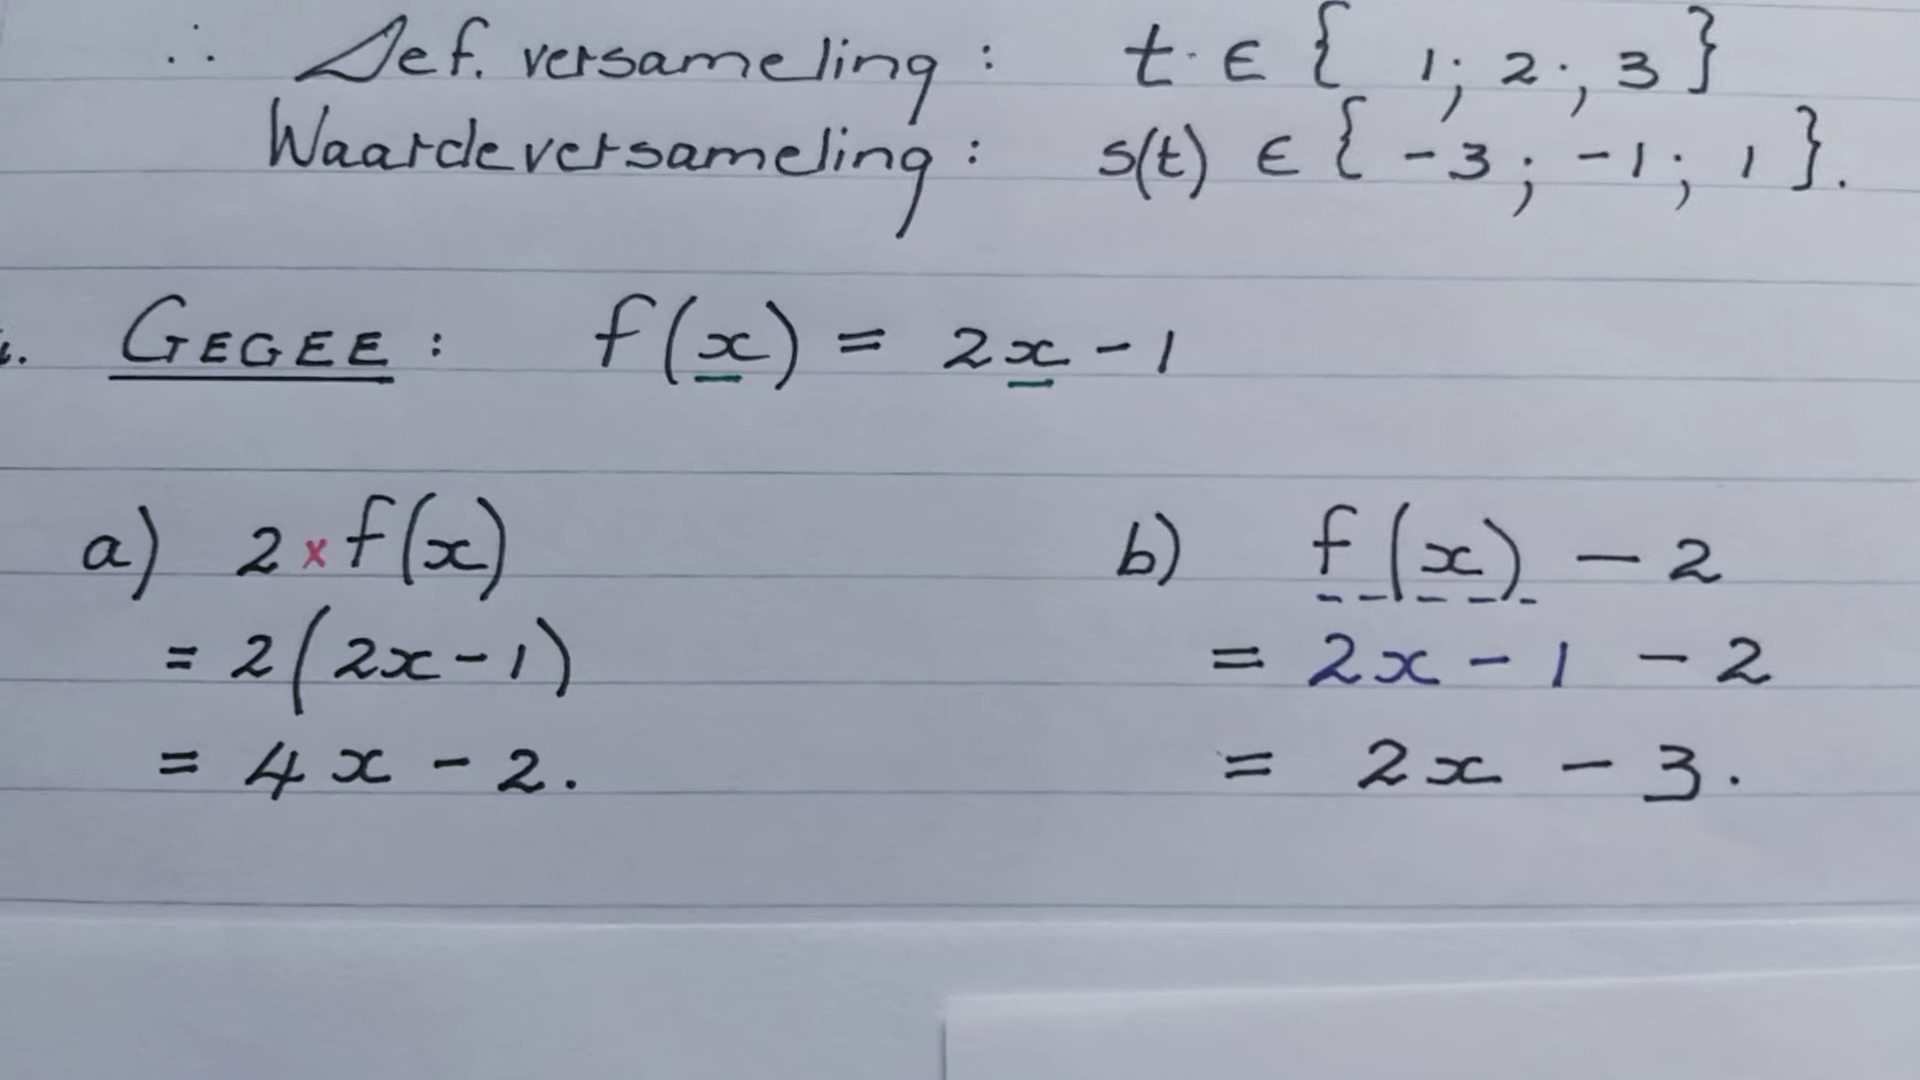 ∴ Def. versameling : t ∈ { 1 ; 2 ; 3 }
Waardeversameling : s(t) ∈ { -3 ; -1 ; 1 }.
GEGEE : f(x) = 2x - 1
a) 2 × f(x)
= 2(2x - 1)
= 4x - 2.
b) f(x) - 2
= 2x - 1 - 2
= 2x - 3.